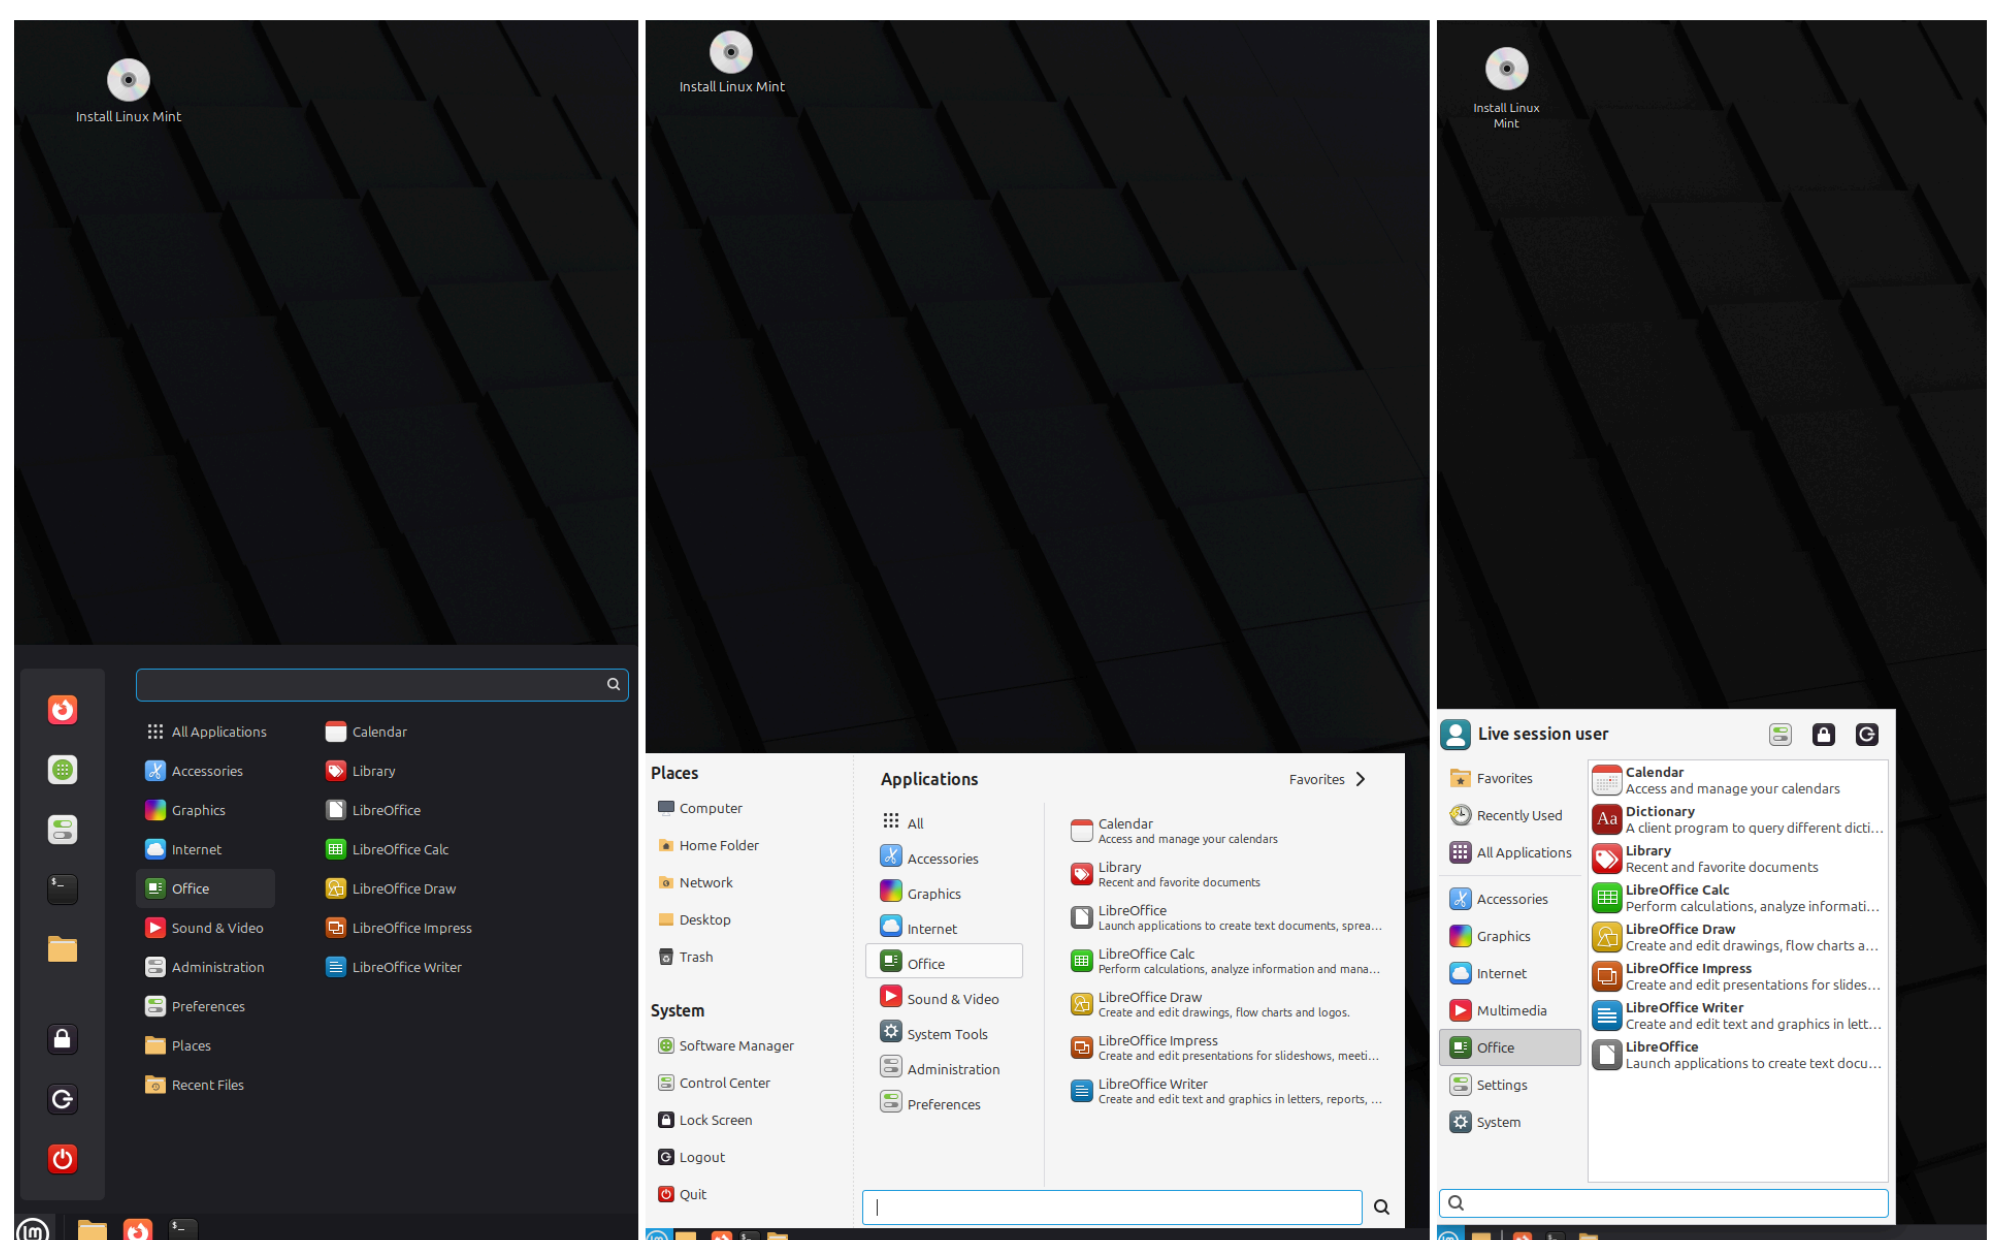 Install Linux Mint
All Applications
Accessories
Graphics
Internet
Office
Sound & Video
Administration
Preferences
Places
Recent Files
Calendar
Library
LibreOffice
LibreOffice Calc
LibreOffice Draw
LibreOffice Impress
LibreOffice Writer
$_
$_
Install Linux Mint
Places
Computer
Home Folder
Network
Desktop
Trash
System
Software Manager
Control Center
Lock Screen
Logout
Quit
Applications
Favorites
All
Accessories
Graphics
Internet
Office
Sound & Video
System Tools
Administration
Preferences
Calendar
Access and manage your calendars
Library
Recent and favorite documents
LibreOffice
Launch applications to create text documents, sprea...
LibreOffice Calc
Perform calculations, analyze information and mana...
LibreOffice Draw
Create and edit drawings, flow charts and logos.
LibreOffice Impress
Create and edit presentations for slideshows, meeti...
LibreOffice Writer
Create and edit text and graphics in letters, reports, ...
Install Linux
Mint
Live session user
Favorites
Recently Used
All Applications
Accessories
Graphics
Internet
Multimedia
Office
Settings
System
Calendar
Access and manage your calendars
Aa
Dictionary
A client program to query different dicti...
Library
Recent and favorite documents
LibreOffice Calc
Perform calculations, analyze informati...
LibreOffice Draw
Create and edit drawings, flow charts a...
LibreOffice Impress
Create and edit presentations for slides...
LibreOffice Writer
Create and edit text and graphics in lett...
LibreOffice
Launch applications to create text docu...